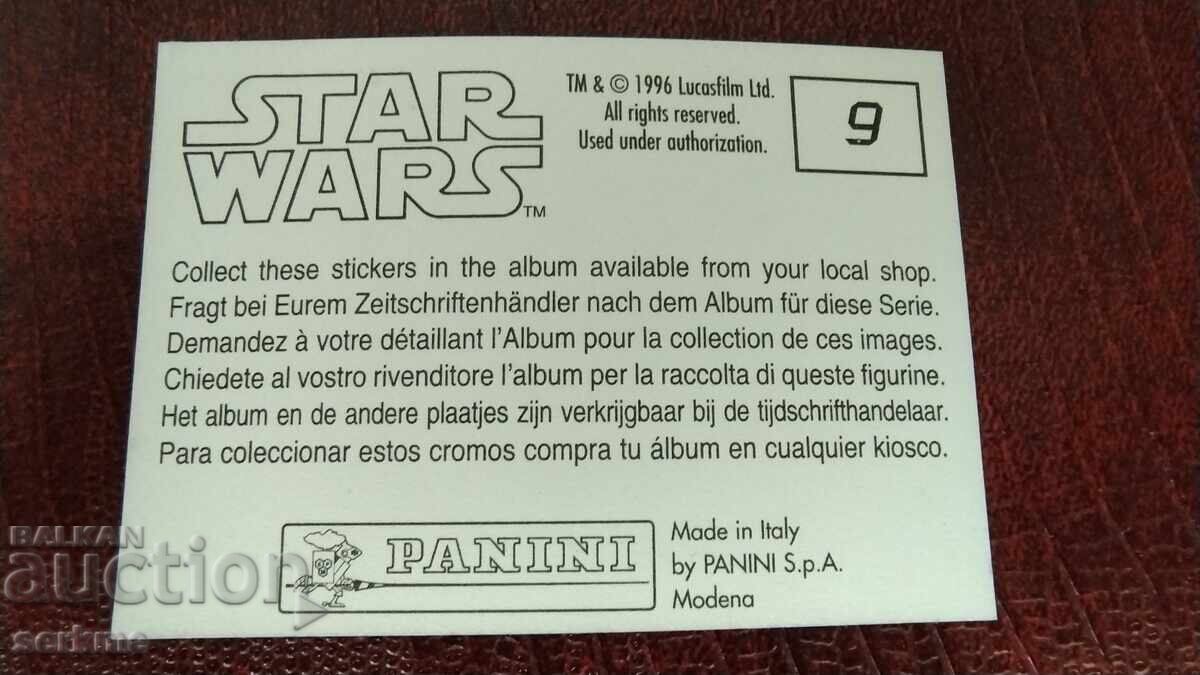 STAR
WARS
TM
TM & © 1996 Lucasfilm Ltd.
All rights reserved.
Used under authorization.
9
Collect these stickers in the album available from your local shop.
Fragt bei Eurem Zeitschriftenhändler nach dem Album für diese Serie.
Demandez à votre détaillant l'Album pour la collection de ces images.
Chiedete al vostro rivenditore l'album per la raccolta di queste figurine.
Het album en de andere plaatjes zijn verkrijgbaar bij de tijdschrifthandelaar.
Para coleccionar estos cromos compra tu álbum en cualquier kiosco.
PANINI
Made in Italy
by PANINI S.p.A.
Modena
BALKAN
auction
serkme